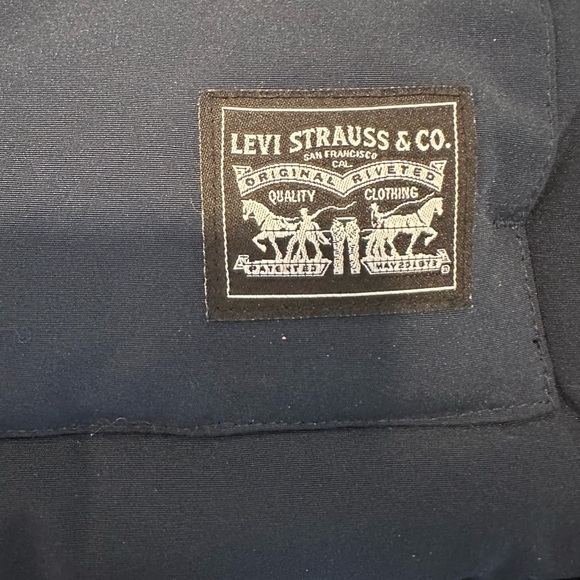 LEVI STRAUSS & CO.
SAN FRANCISCO
CAL.
ORIGINAL RIVETED
QUALITY CLOTHING
PATENTED MAY 20 1873